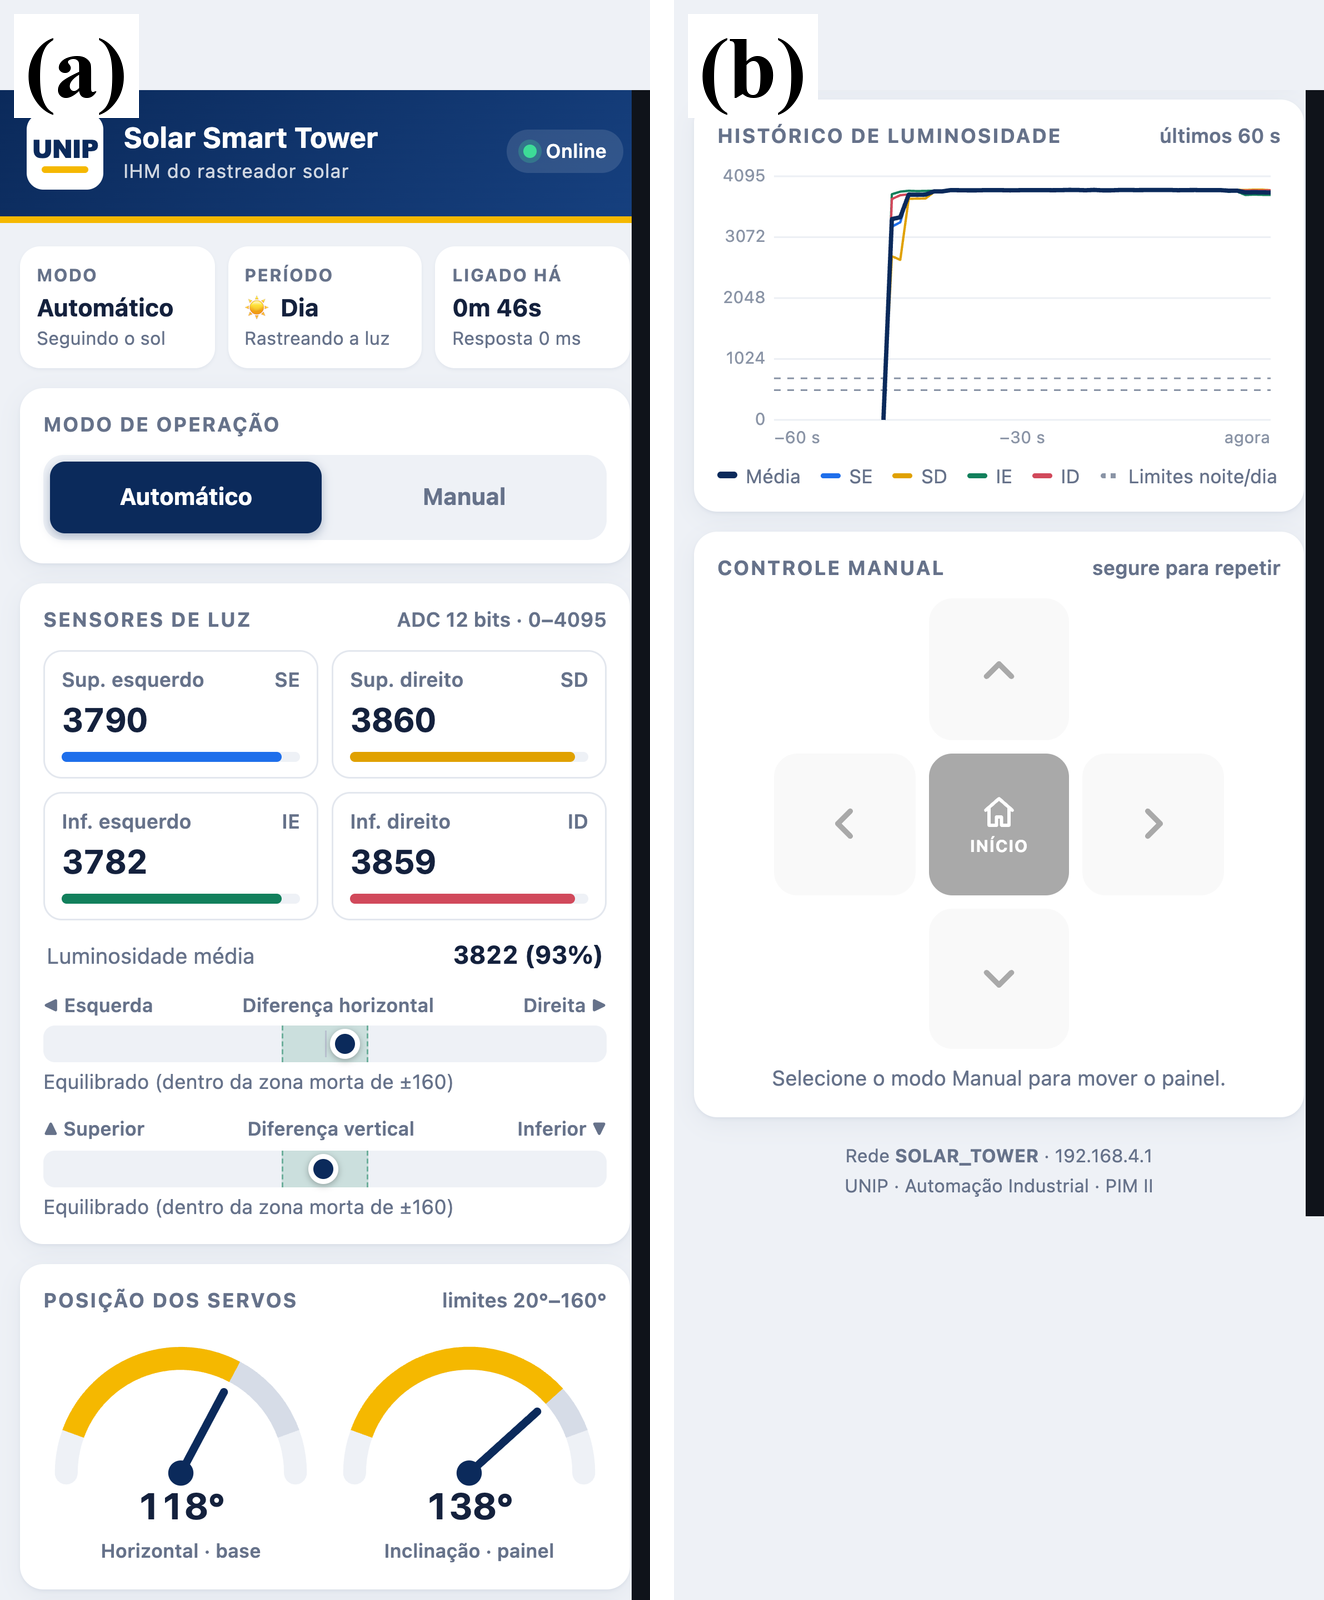 (a)
UNIP
Solar Smart Tower
IHM do rastreador solar
Online
MODO
Automático
Seguindo o sol
PERÍODO
Dia
Rastreando a luz
LIGADO HÁ
0m 46s
Resposta 0 ms
MODO DE OPERAÇÃO
Automático
Manual
SENSORES DE LUZ
ADC 12 bits · 0–4095
Sup. esquerdo SE
3790
Sup. direito SD
3860
Inf. esquerdo IE
3782
Inf. direito ID
3859
Luminosidade média 3822 (93%)
◀ Esquerda Diferença horizontal Direita ▶
Equilibrado (dentro da zona morta de ±160)
▲ Superior Diferença vertical Inferior ▼
Equilibrado (dentro da zona morta de ±160)
POSIÇÃO DOS SERVOS
limites 20°–160°
118°
Horizontal · base
138°
Inclinação · painel
(b)
HISTÓRICO DE LUMINOSIDADE
últimos 60 s
4095
3072
2048
1024
0
−60 s −30 s agora
Média SE SD IE ID Limites noite/dia
CONTROLE MANUAL
segure para repetir
INÍCIO
Selecione o modo Manual para mover o painel.
Rede SOLAR_TOWER · 192.168.4.1
UNIP · Automação Industrial · PIM II